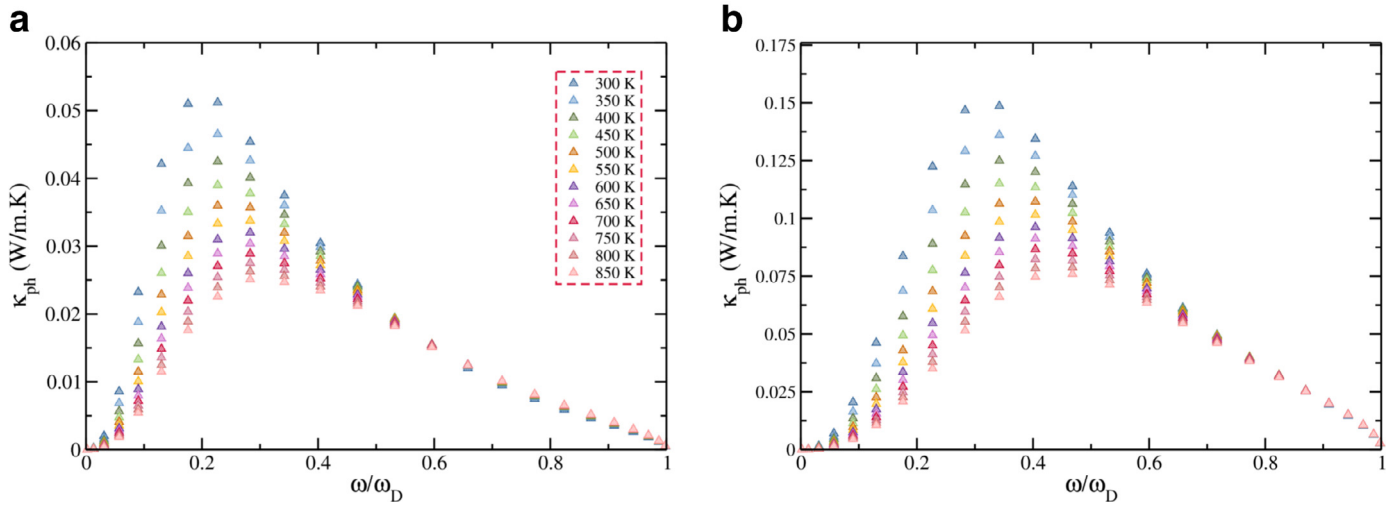 a
0.06
0.05
0.04
0.03
0.02
0.01
0
κph (W/m.K)
0
0.2
0.4
0.6
0.8
1
ω/ωD
300 K
350 K
400 K
450 K
500 K
550 K
600 K
650 K
700 K
750 K
800 K
850 K
b
0.175
0.15
0.125
0.1
0.075
0.05
0.025
0
κph (W/m.K)
0
0.2
0.4
0.6
0.8
1
ω/ωD